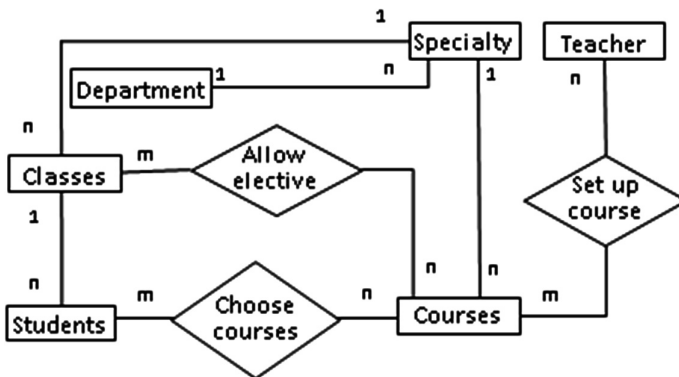 1
Specialty
Teacher
Department
1
n
1
n
n
Classes
m
Allow
elective
Set up
course
1
n
m
n
n
m
Students
Choose
courses
n
Courses